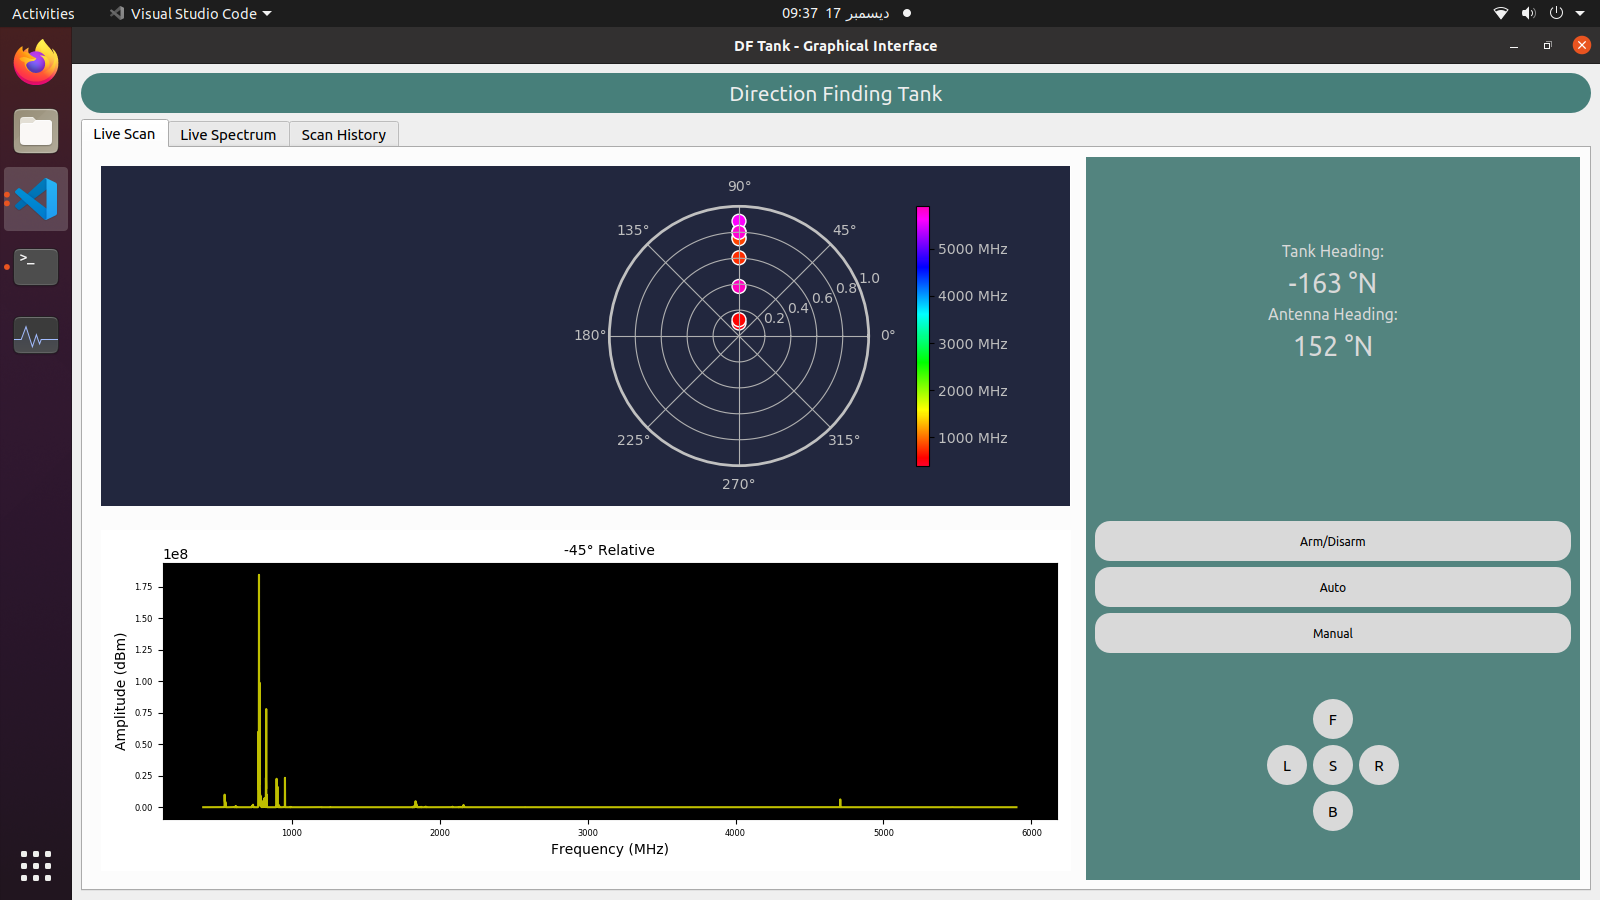 Activities
Visual Studio Code
09:37 17 ديسمبر
DF Tank - Graphical Interface
Direction Finding Tank
Live Scan
Live Spectrum
Scan History
90°
135°
45°
180°
0°
225°
315°
270°
0.2
0.4
0.6
0.8
1.0
5000 MHz
4000 MHz
3000 MHz
2000 MHz
1000 MHz
Tank Heading:
-163 °N
Antenna Heading:
152 °N
Arm/Disarm
Auto
Manual
F
L S R
B
-45° Relative
1e8
1.75
1.50
1.25
1.00
0.75
0.50
0.25
0.00
Amplitude (dBm)
1000 2000 3000 4000 5000 6000
Frequency (MHz)